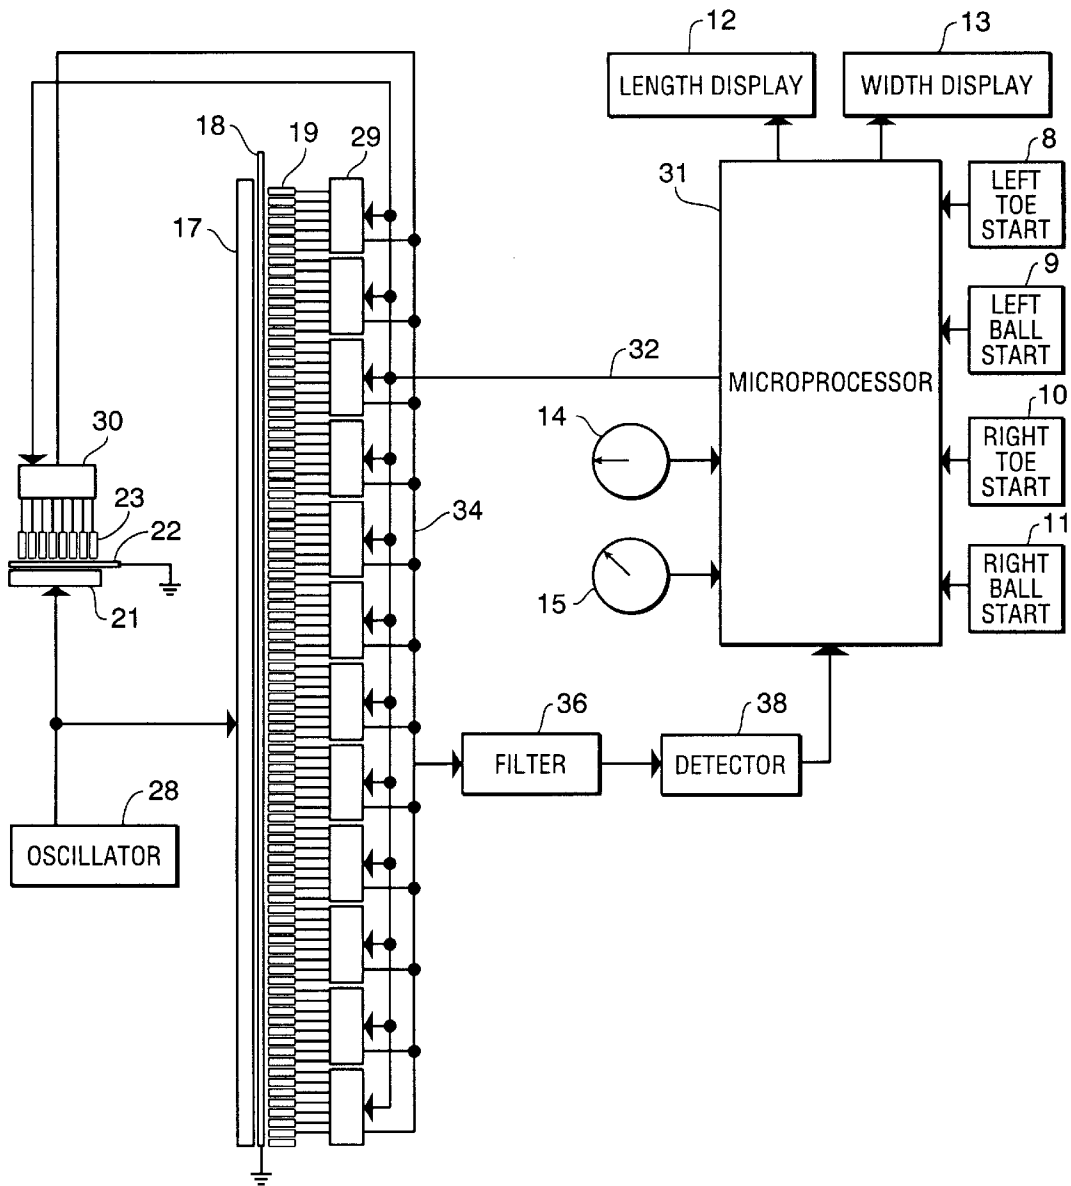 12
13
LENGTH DISPLAY
WIDTH DISPLAY
18
19
29
31
8
LEFT
TOE
START
17
9
LEFT
BALL
START
32
MICROPROCESSOR
14
10
RIGHT
TOE
START
30
23
22
34
11
RIGHT
BALL
START
15
21
36
38
FILTER
DETECTOR
28
OSCILLATOR